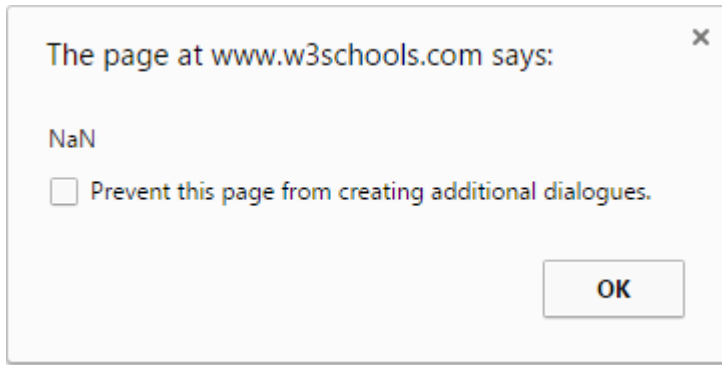 The page at www.w3schools.com says:
NaN
Prevent this page from creating additional dialogues.
OK